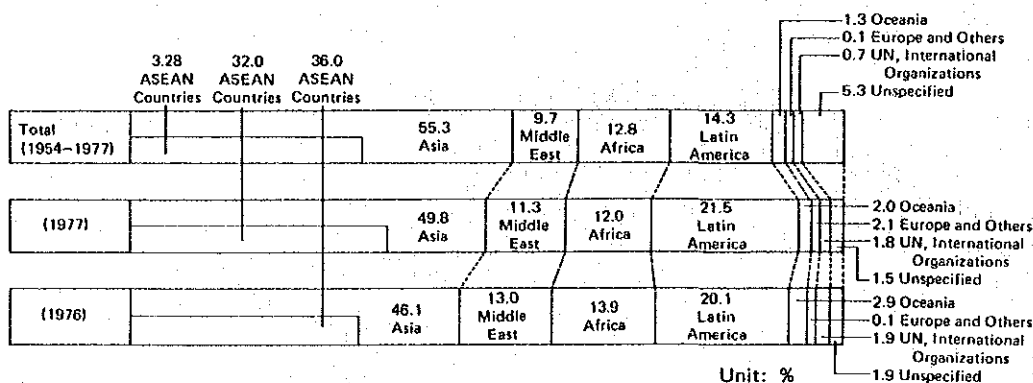 1.3 Oceania
0.1 Europe and Others
0.7 UN, International
Organizations
5.3 Unspecified
3.28
ASEAN
Countries
32.0
ASEAN
Countries
36.0
ASEAN
Countries
Total
(1954–1977)
55.3
Asia
9.7
Middle
East
12.8
Africa
14.3
Latin
America
(1977)
49.8
Asia
11.3
Middle
East
12.0
Africa
21.5
Latin
America
2.0 Oceania
2.1 Europe and Others
1.8 UN, International
Organizations
1.5 Unspecified
(1976)
46.1
Asia
13.0
Middle
East
13.9
Africa
20.1
Latin
America
2.9 Oceania
0.1 Europe and Others
1.9 UN, International
Organizations
1.9 Unspecified
Unit: %